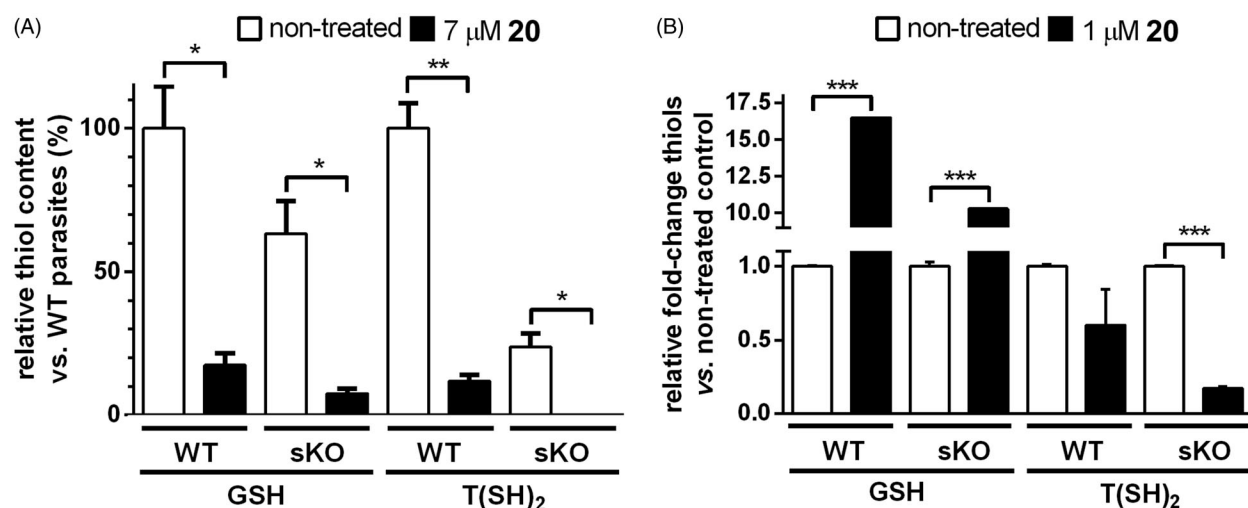 (A)
non-treated 7 μM 20
relative thiol content
vs. WT parasites (%)
100
50
0
*
*
**
*
WT sKO WT sKO
GSH T(SH)2
(B)
non-treated 1 μM 20
relative fold-change thiols
vs. non-treated control
17.5
15.0
12.5
10.0
1.0
0.5
0.0
***
***
***
WT sKO WT sKO
GSH T(SH)2